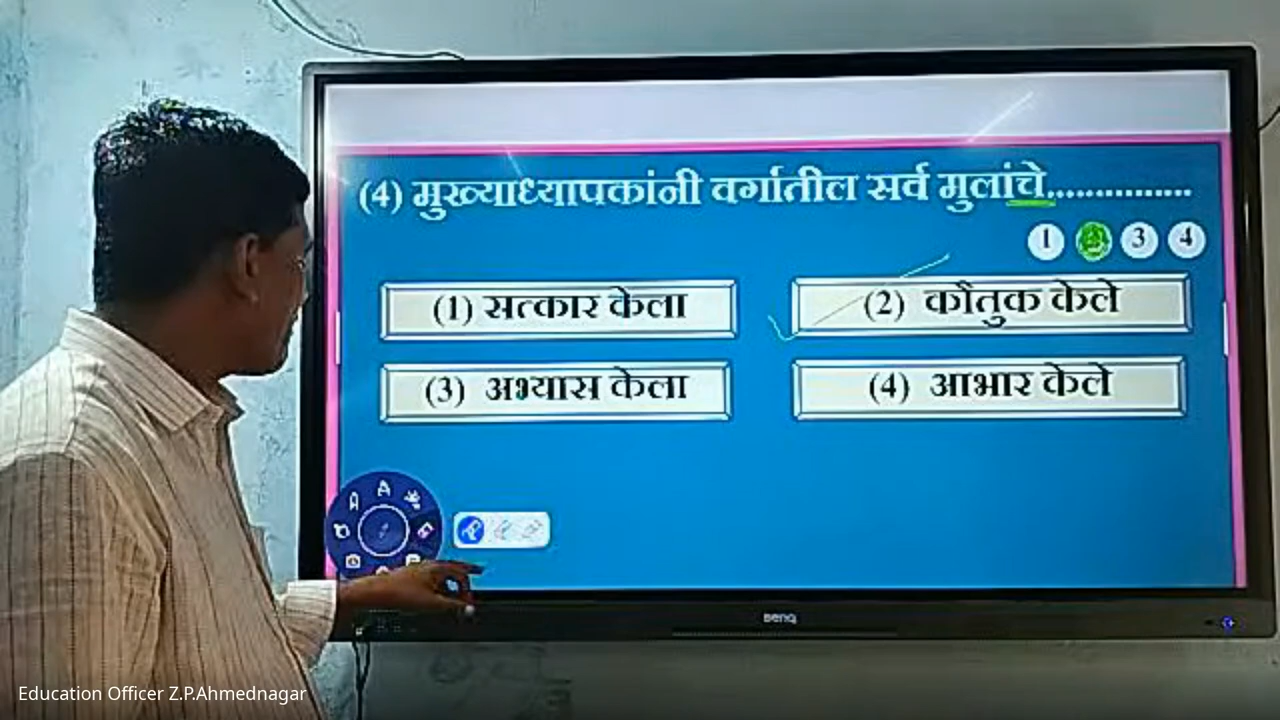 (4) मुख्याध्यापकांनी वर्गातील सर्व मुलांचे...............
1 3 4
(1) सत्कार केला
(2) कौतुक केले
(3) अभ्यास केला
(4) आभार केले
BenQ
Education Officer Z.P.Ahmednagar